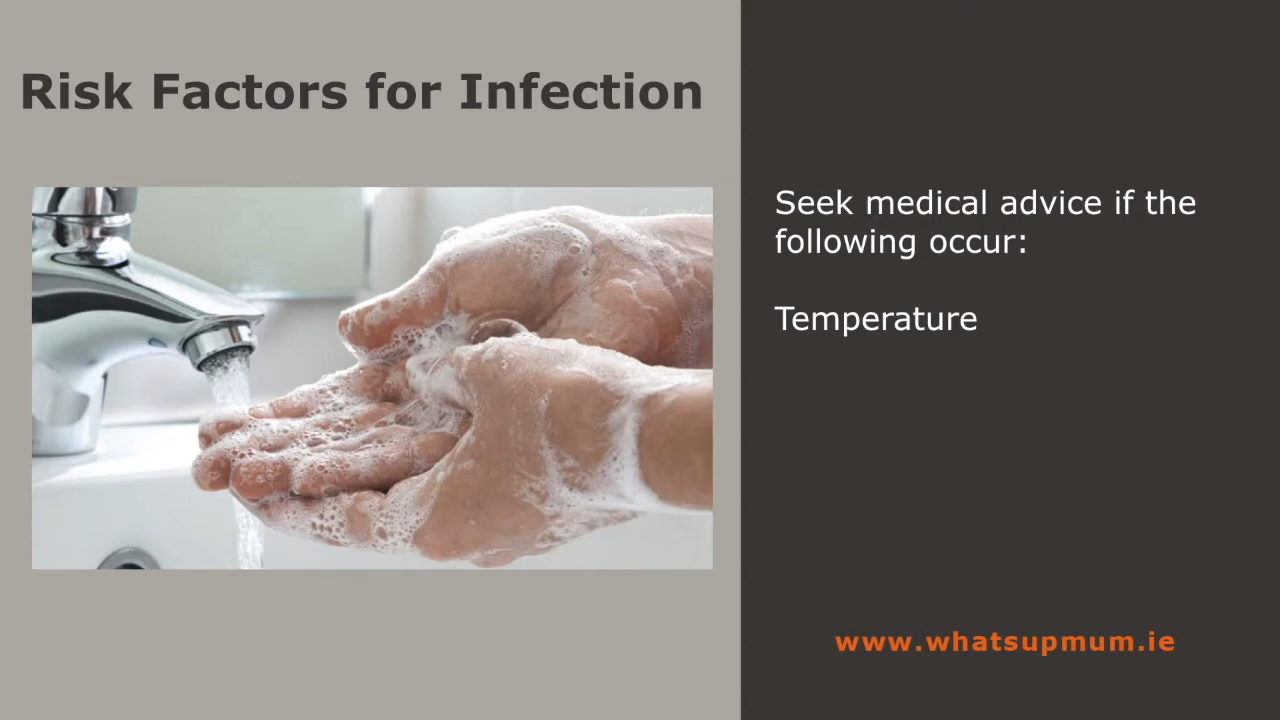 Risk Factors for Infection
Seek medical advice if the
following occur:
Temperature
www.whatsupmum.ie